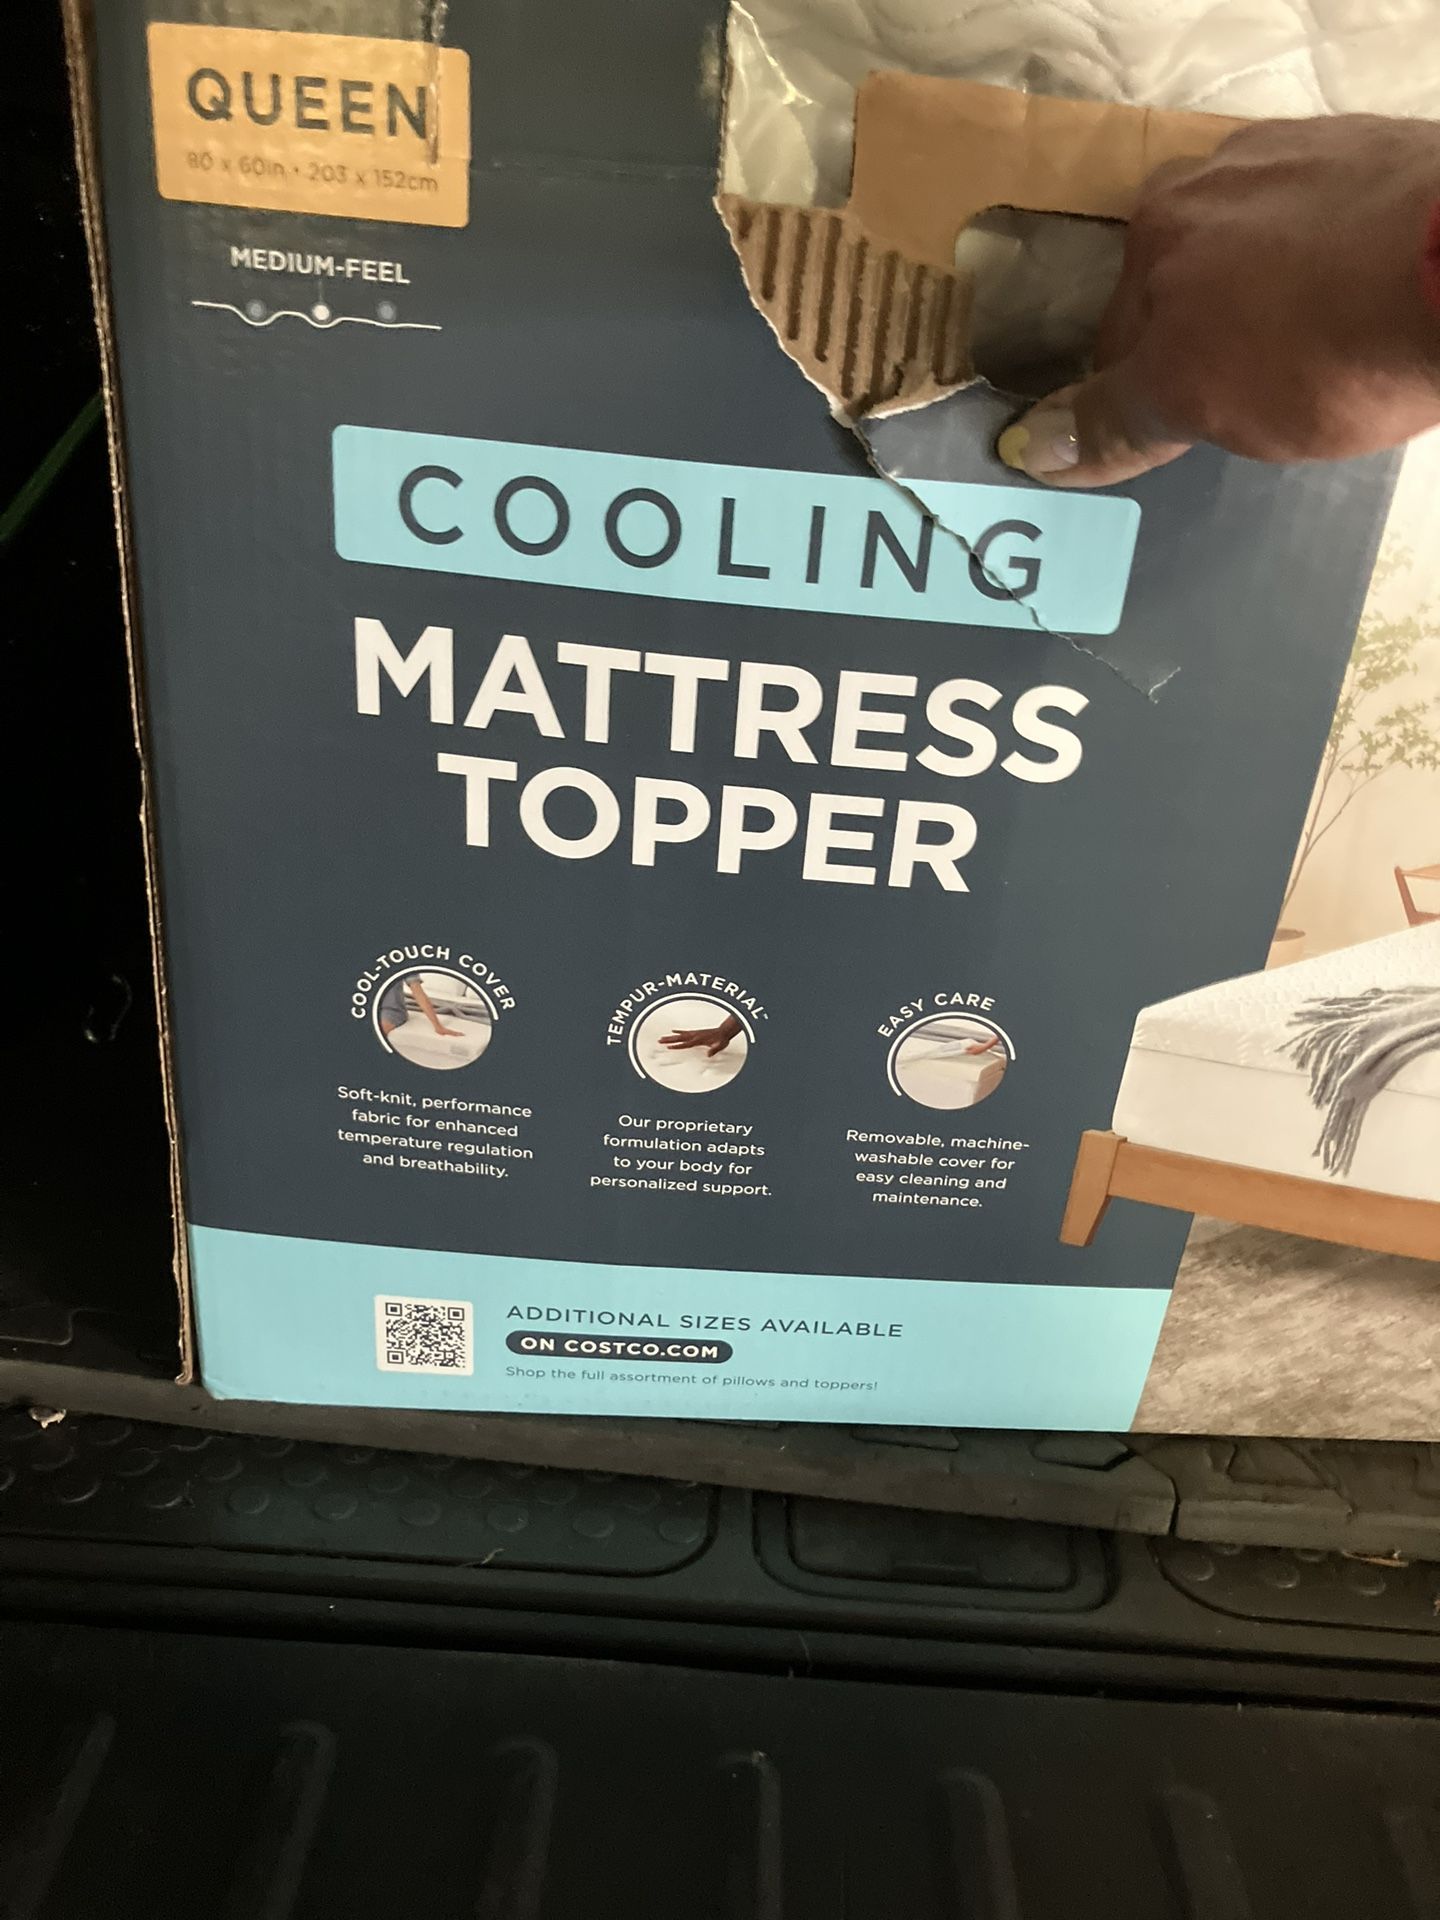 QUEEN
80 x 60in • 203 x 152cm
MEDIUM-FEEL
COOLING
MATTRESS
TOPPER
COOL-TOUCH COVER
Soft-knit, performance
fabric for enhanced
temperature regulation
and breathability.
TEMPUR-MATERIAL™
Our proprietary
formulation adapts
to your body for
personalized support.
EASY CARE
Removable, machine-
washable cover for
easy cleaning and
maintenance.
ADDITIONAL SIZES AVAILABLE
ON COSTCO.COM
Shop the full assortment of pillows and toppers!